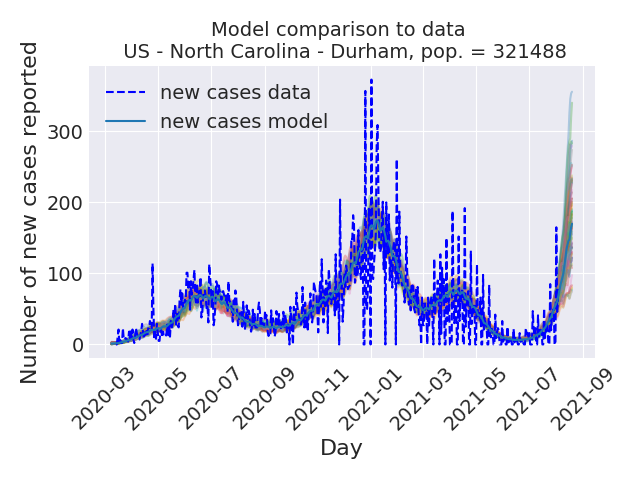 Model comparison to data
US - North Carolina - Durham, pop. = 321488
new cases data
new cases model
Number of new cases reported
300
200
100
0
2020-03
2020-05
2020-07
2020-09
2020-11
2021-01
2021-03
2021-05
2021-07
2021-09
Day